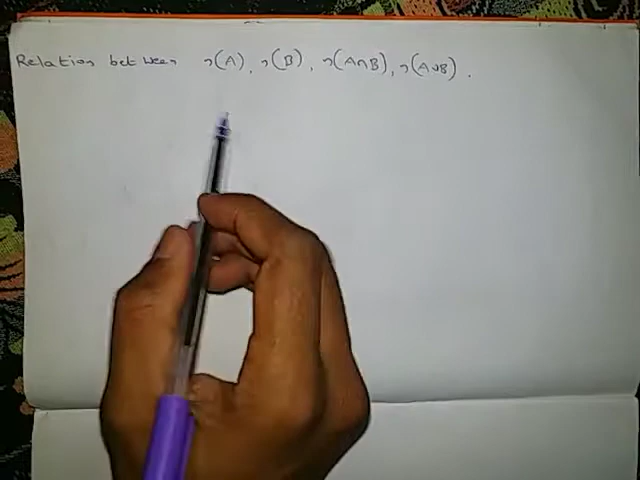 Relation between n(A), n(B), n(A∩B), n(A∪B).